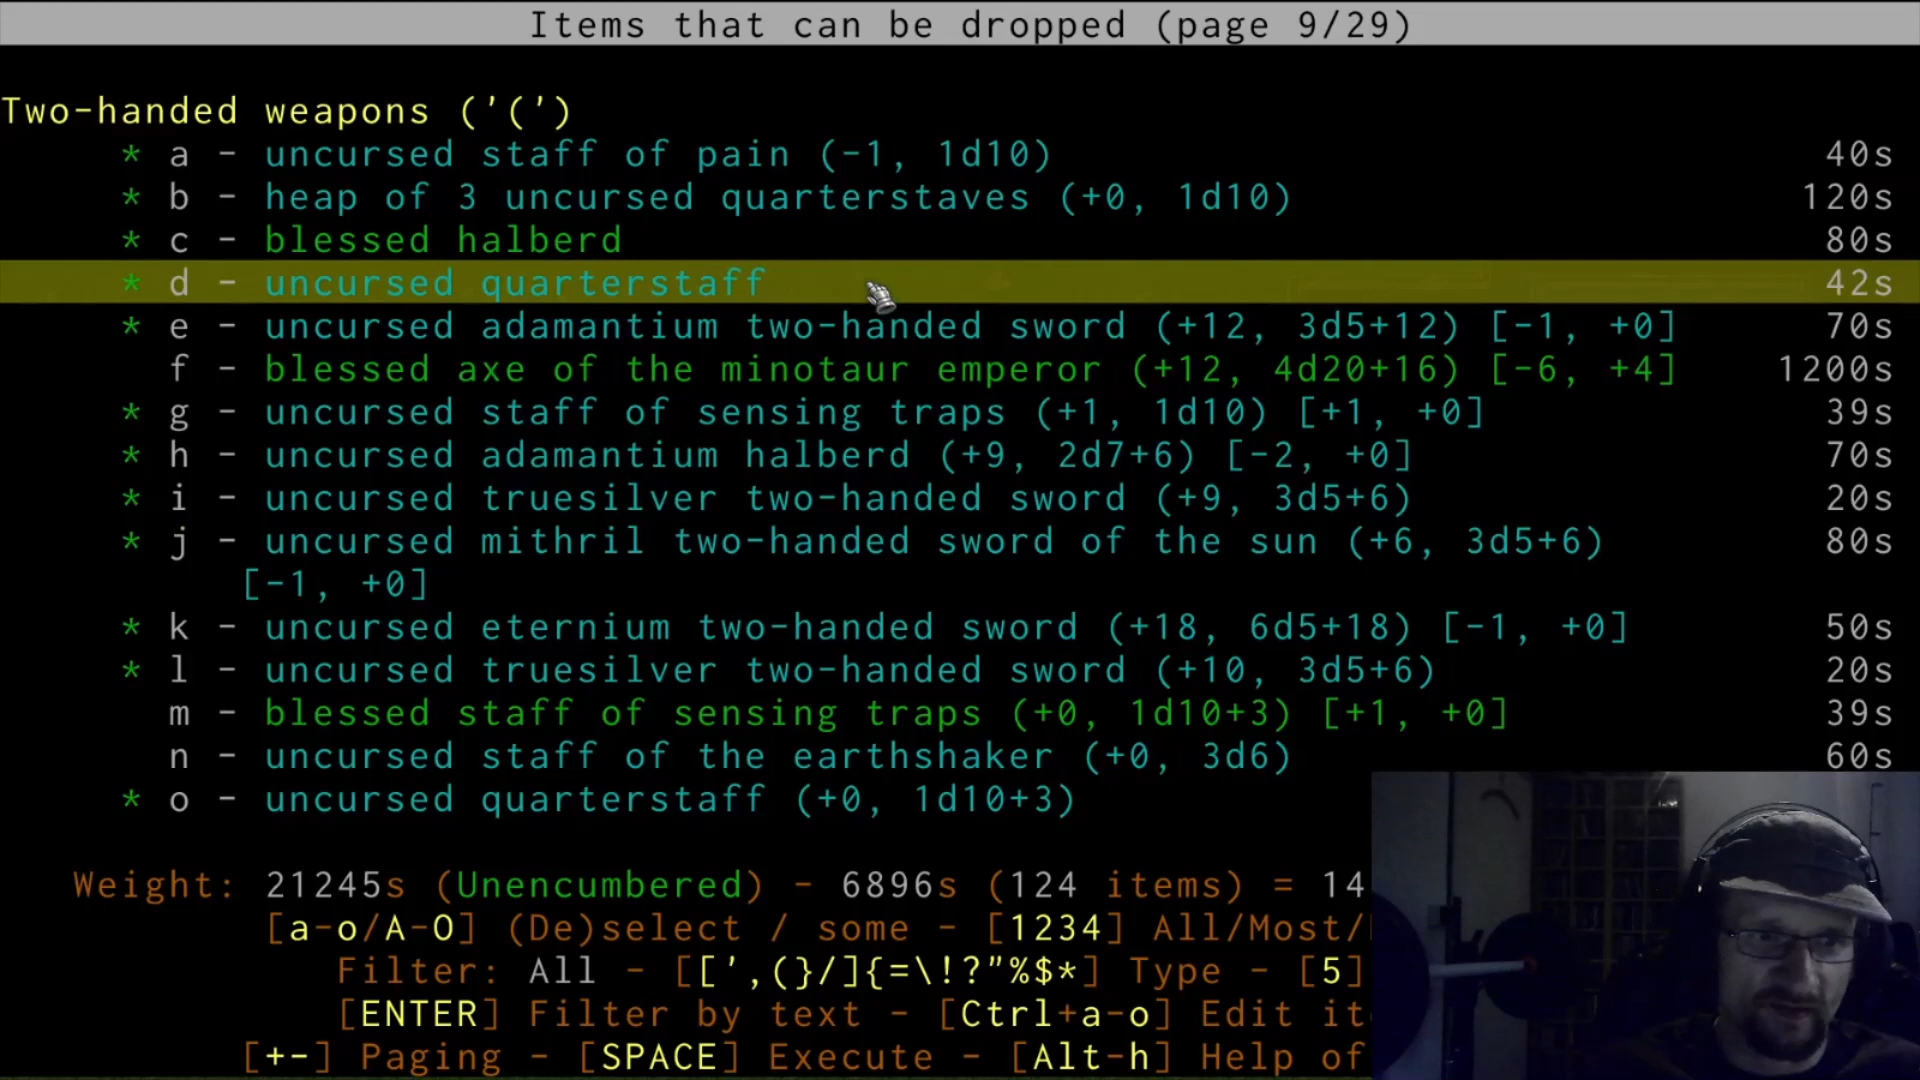 Items that can be dropped (page 9/29)
Two-handed weapons ('(')
* a - uncursed staff of pain (-1, 1d10) 40s
* b - heap of 3 uncursed quarterstaves (+0, 1d10) 120s
* c - blessed halberd 80s
* d - uncursed quarterstaff 42s
* e - uncursed adamantium two-handed sword (+12, 3d5+12) [-1, +0] 70s
f - blessed axe of the minotaur emperor (+12, 4d20+16) [-6, +4] 1200s
* g - uncursed staff of sensing traps (+1, 1d10) [+1, +0] 39s
* h - uncursed adamantium halberd (+9, 2d7+6) [-2, +0] 70s
* i - uncursed truesilver two-handed sword (+9, 3d5+6) 20s
* j - uncursed mithril two-handed sword of the sun (+6, 3d5+6) 80s
[-1, +0]
* k - uncursed eternium two-handed sword (+18, 6d5+18) [-1, +0] 50s
* l - uncursed truesilver two-handed sword (+10, 3d5+6) 20s
m - blessed staff of sensing traps (+0, 1d10+3) [+1, +0] 39s
n - uncursed staff of the earthshaker (+0, 3d6) 60s
* o - uncursed quarterstaff (+0, 1d10+3)
Weight: 21245s (Unencumbered) - 6896s (124 items) = 14
[a-o/A-O] (De)select / some - [1234] All/Most/
Filter: All - [[',(}/]{=\!?"%$*] Type - [5]
[ENTER] Filter by text - [Ctrl+a-o] Edit it
[+-] Paging - [SPACE] Execute - [Alt-h] Help of